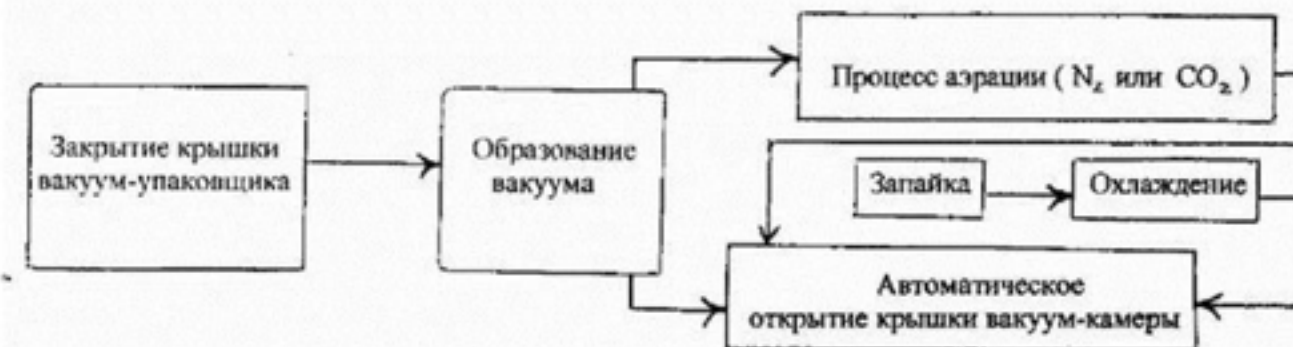 Закрытие крышки
вакуум-упаковщика
Образование
вакуума
Процесс аэрации ( N₂ или CO₂ )
Запайка
Охлаждение
Автоматическое
открытие крышки вакуум-камеры